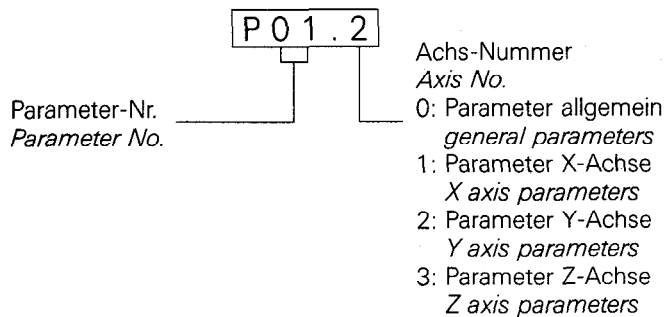 P01.2
Parameter-Nr.
Parameter No.
Achs-Nummer
Axis No.
0: Parameter allgemein
general parameters
1: Parameter X-Achse
X axis parameters
2: Parameter Y-Achse
Y axis parameters
3: Parameter Z-Achse
Z axis parameters